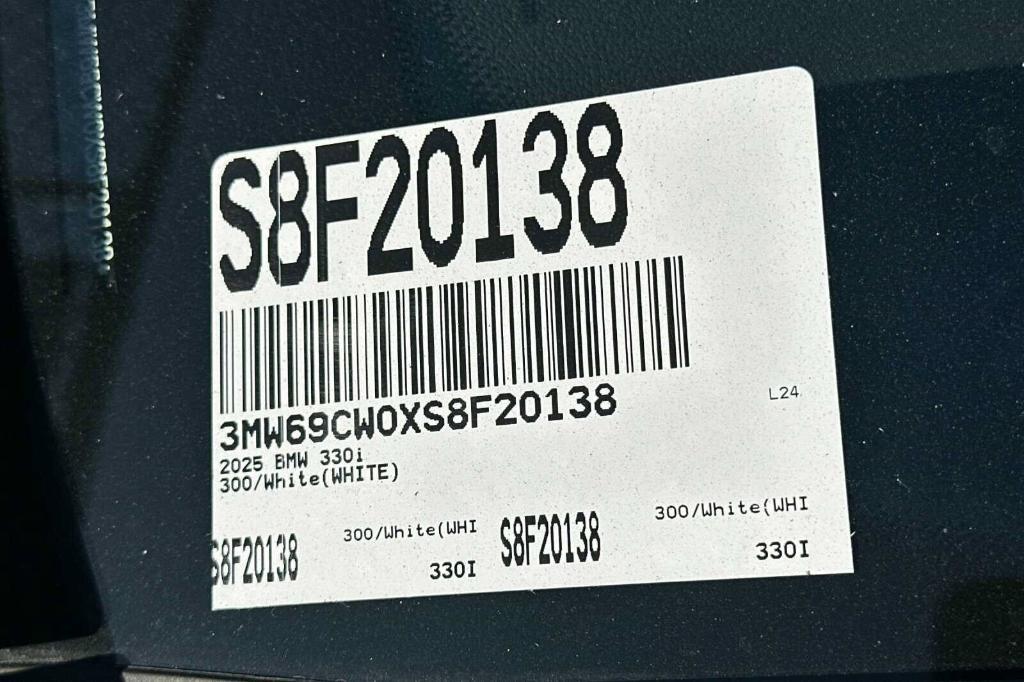 S8F20138
3MW69CW0XS8F20138
L24
2025 BMW 330i
300/White(WHITE)
300/White(WHI
S8F20138
330I
300/White(WHI
S8F20138
330I